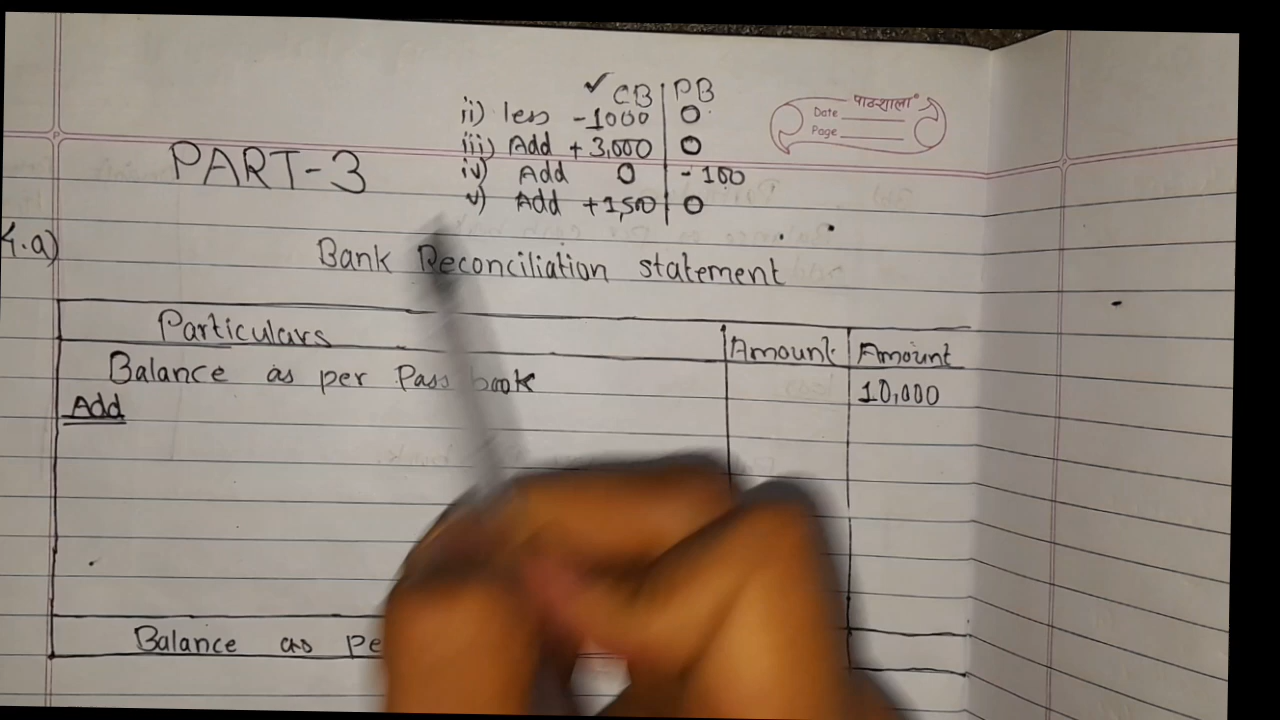 ✓ CB | PB
ii) less -1000 | 0
iii) Add +3,000 | 0
iv) Add 0 | -100
v) Add +1,500 | 0
पाठशाला
Date
Page
PART-3
4.a)
Bank Reconciliation statement
Particulars Amount Amount
Balance as per Pass book 10,000
Add
Balance as pe